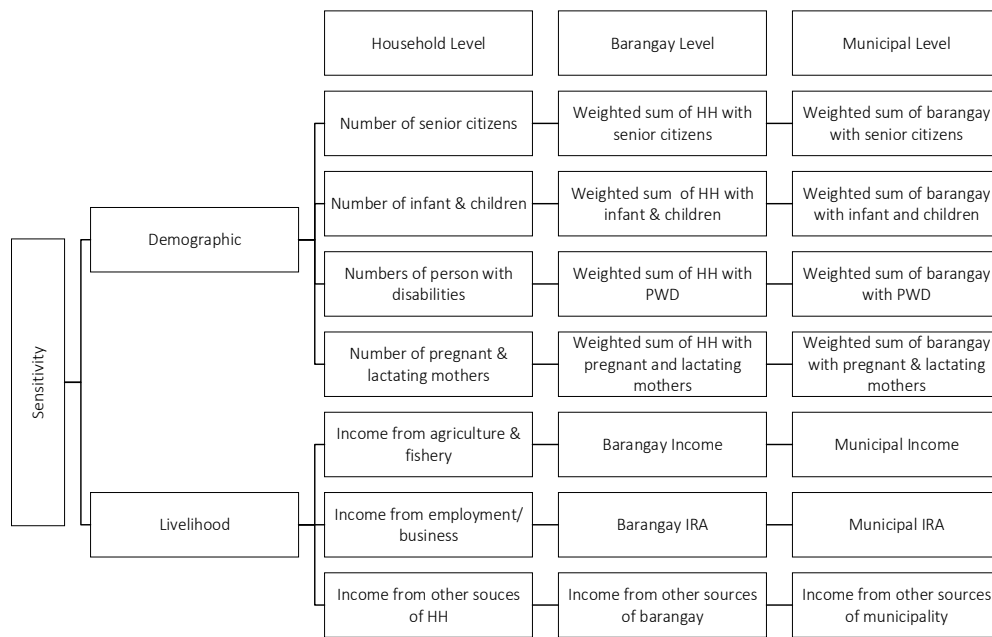 Household Level
Barangay Level
Municipal Level
Number of senior citizens
Weighted sum of HH with
senior citizens
Weighted sum of barangay
with senior citizens
Number of infant & children
Weighted sum of HH with
infant & children
Weighted sum of barangay
with infant and children
Demographic
Numbers of person with
disabilities
Weighted sum of HH with
PWD
Weighted sum of barangay
with PWD
Number of pregnant &
lactating mothers
Weighted sum of HH with
pregnant and lactating
mothers
Weighted sum of barangay
with pregnant & lactating
mothers
Sensitivity
Income from agriculture &
fishery
Barangay Income
Municipal Income
Livelihood
Income from employment/
business
Barangay IRA
Municipal IRA
Income from other souces
of HH
Income from other sources
of barangay
Income from other sources
of municipality